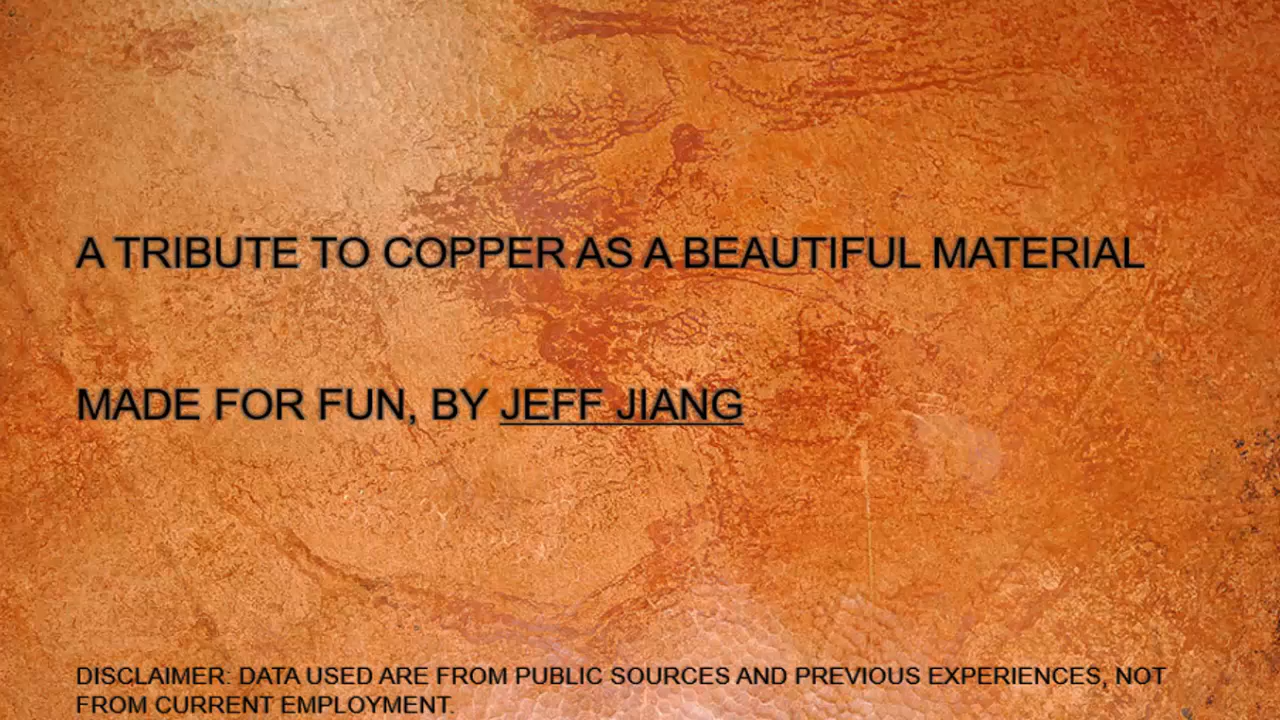 A TRIBUTE TO COPPER AS A BEAUTIFUL MATERIAL
MADE FOR FUN, BY JEFF JIANG
DISCLAIMER: DATA USED ARE FROM PUBLIC SOURCES AND PREVIOUS EXPERIENCES, NOT
FROM CURRENT EMPLOYMENT.